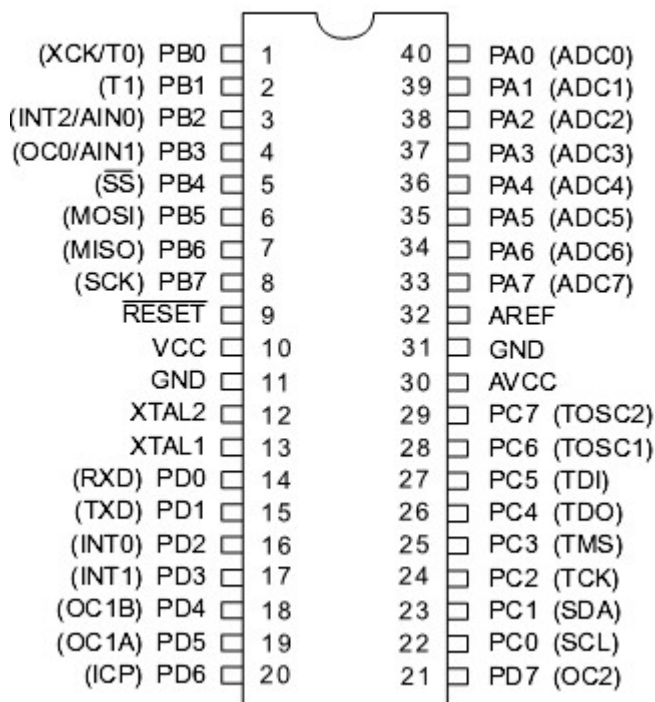 (XCK/T0) PB0 1 40 PA0 (ADC0)
(T1) PB1 2 39 PA1 (ADC1)
(INT2/AIN0) PB2 3 38 PA2 (ADC2)
(OC0/AIN1) PB3 4 37 PA3 (ADC3)
(SS) PB4 5 36 PA4 (ADC4)
(MOSI) PB5 6 35 PA5 (ADC5)
(MISO) PB6 7 34 PA6 (ADC6)
(SCK) PB7 8 33 PA7 (ADC7)
RESET 9 32 AREF
VCC 10 31 GND
GND 11 30 AVCC
XTAL2 12 29 PC7 (TOSC2)
XTAL1 13 28 PC6 (TOSC1)
(RXD) PD0 14 27 PC5 (TDI)
(TXD) PD1 15 26 PC4 (TDO)
(INT0) PD2 16 25 PC3 (TMS)
(INT1) PD3 17 24 PC2 (TCK)
(OC1B) PD4 18 23 PC1 (SDA)
(OC1A) PD5 19 22 PC0 (SCL)
(ICP) PD6 20 21 PD7 (OC2)